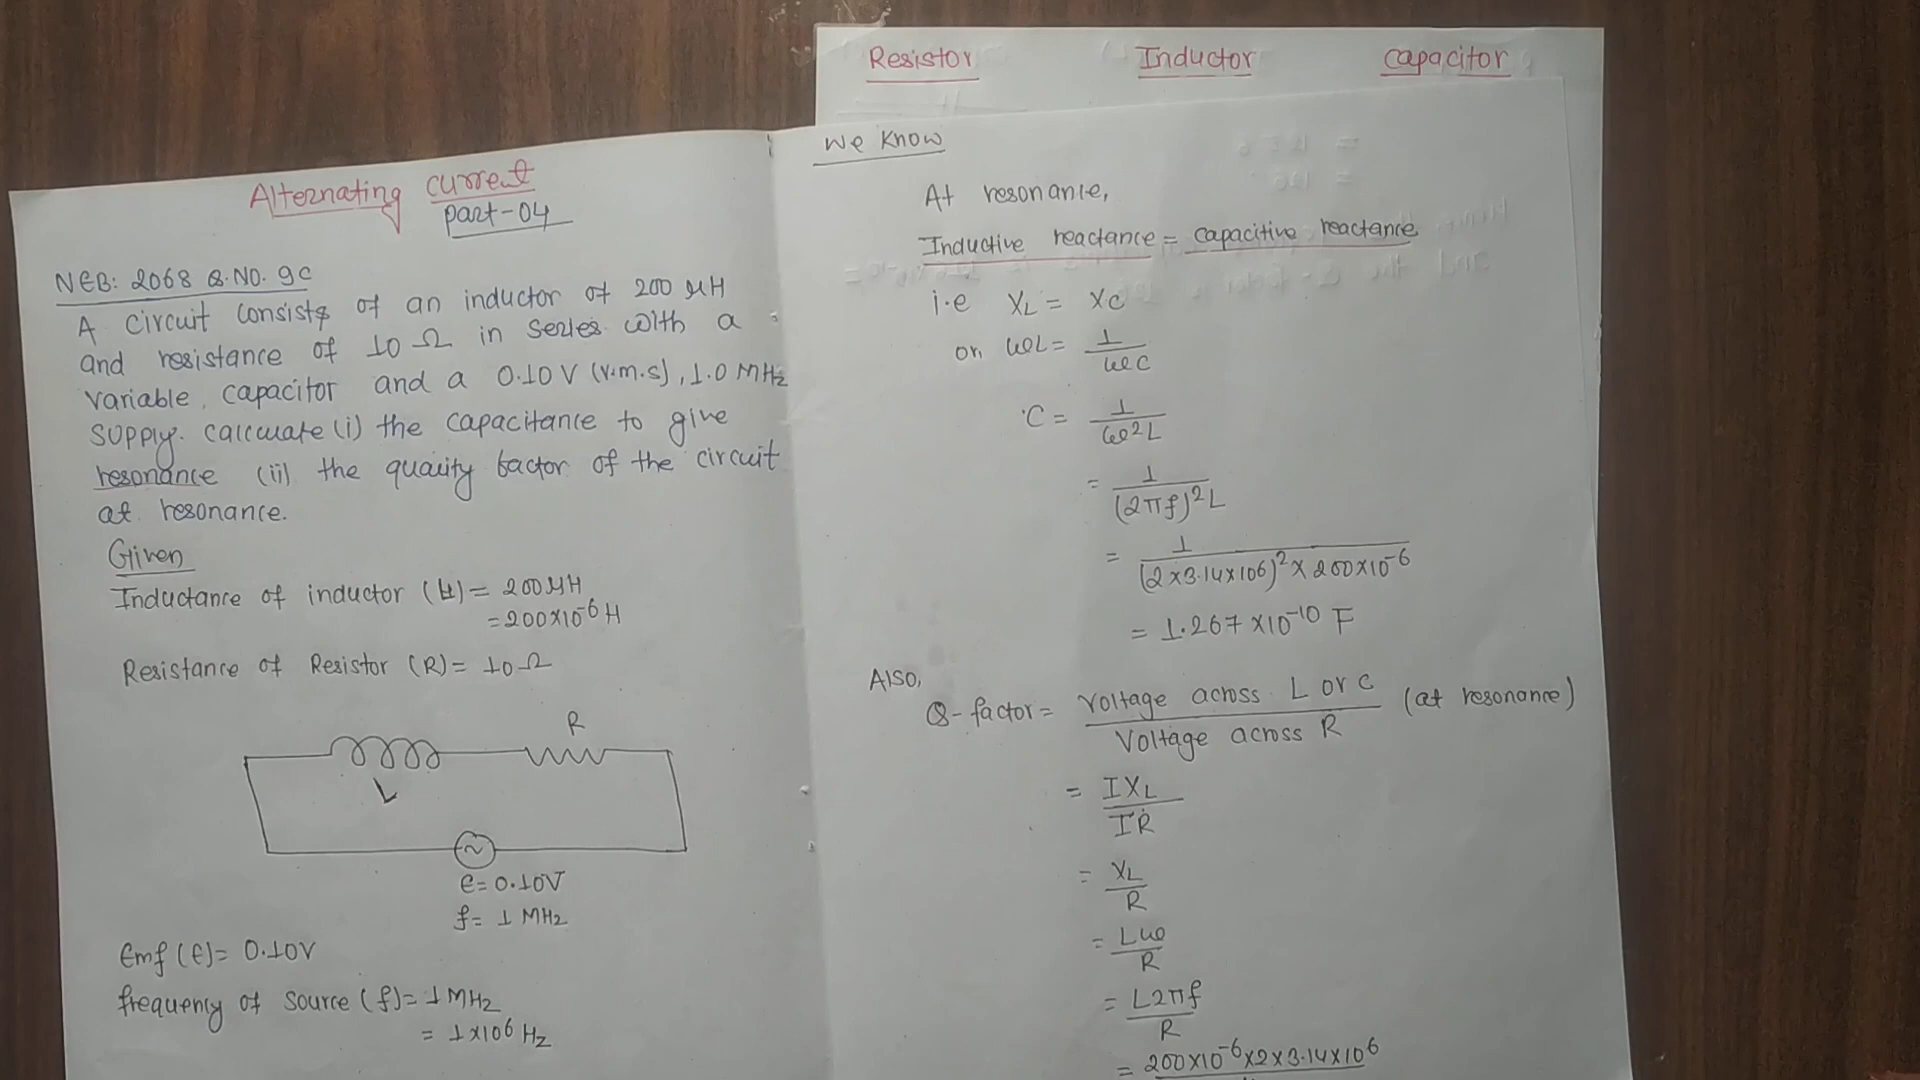 Resistor Inductor Capacitor
Alternating current
part-04
NEB: 2068 Q.NO. 9C
A circuit consists of an inductor of 200 μH
and resistance of 10 Ω in series with a
variable capacitor and a 0.10V (r.m.s), 1.0 MHz
supply. calculate (i) the capacitance to give
resonance (ii) the quality factor of the circuit
at resonance.
Given
Inductance of inductor (L) = 200μH
= 200×10⁻⁶ H
Resistance of Resistor (R) = 10 Ω
R
L
E = 0.10V
f = 1 MHz
Emf (E) = 0.10V
frequency of source (f) = 1 MHz
= 1×10⁶ Hz
We Know
At resonance,
Inductive reactance = capacitive reactance
i.e XL = XC
or, ωL = 1/ωC
C = 1/ω²L
= 1/(2πf)²L
= 1/(2×3.14×10⁶)²×200×10⁻⁶
= 1.267×10⁻¹⁰ F
Also,
Q-factor = Voltage across L or C / Voltage across R (at resonance)
= IXL/IR
= XL/R
= Lω/R
= L2πf/R
= 200×10⁻⁶×2×3.14×10⁶